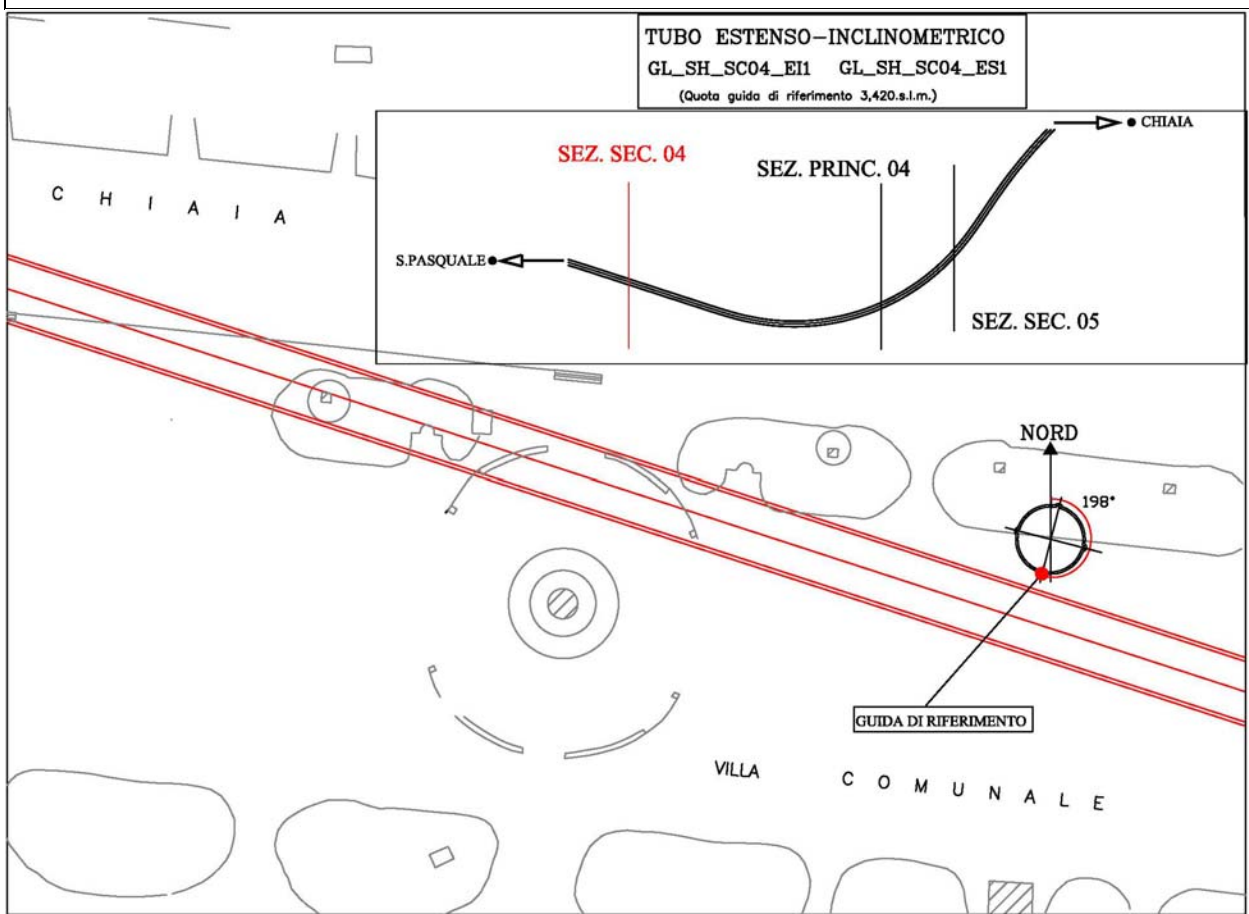 TUBO ESTENSO-INCLINOMETRICO
GL_SH_SC04_EI1 GL_SH_SC04_ES1
(Quota guida di riferimento 3,420.s.l.m.)
CHIAIA
SEZ. SEC. 04
SEZ. PRINC. 04
C H I A I A
S.PASQUALE
SEZ. SEC. 05
NORD
198°
GUIDA DI RIFERIMENTO
VILLA C O M U N A L E